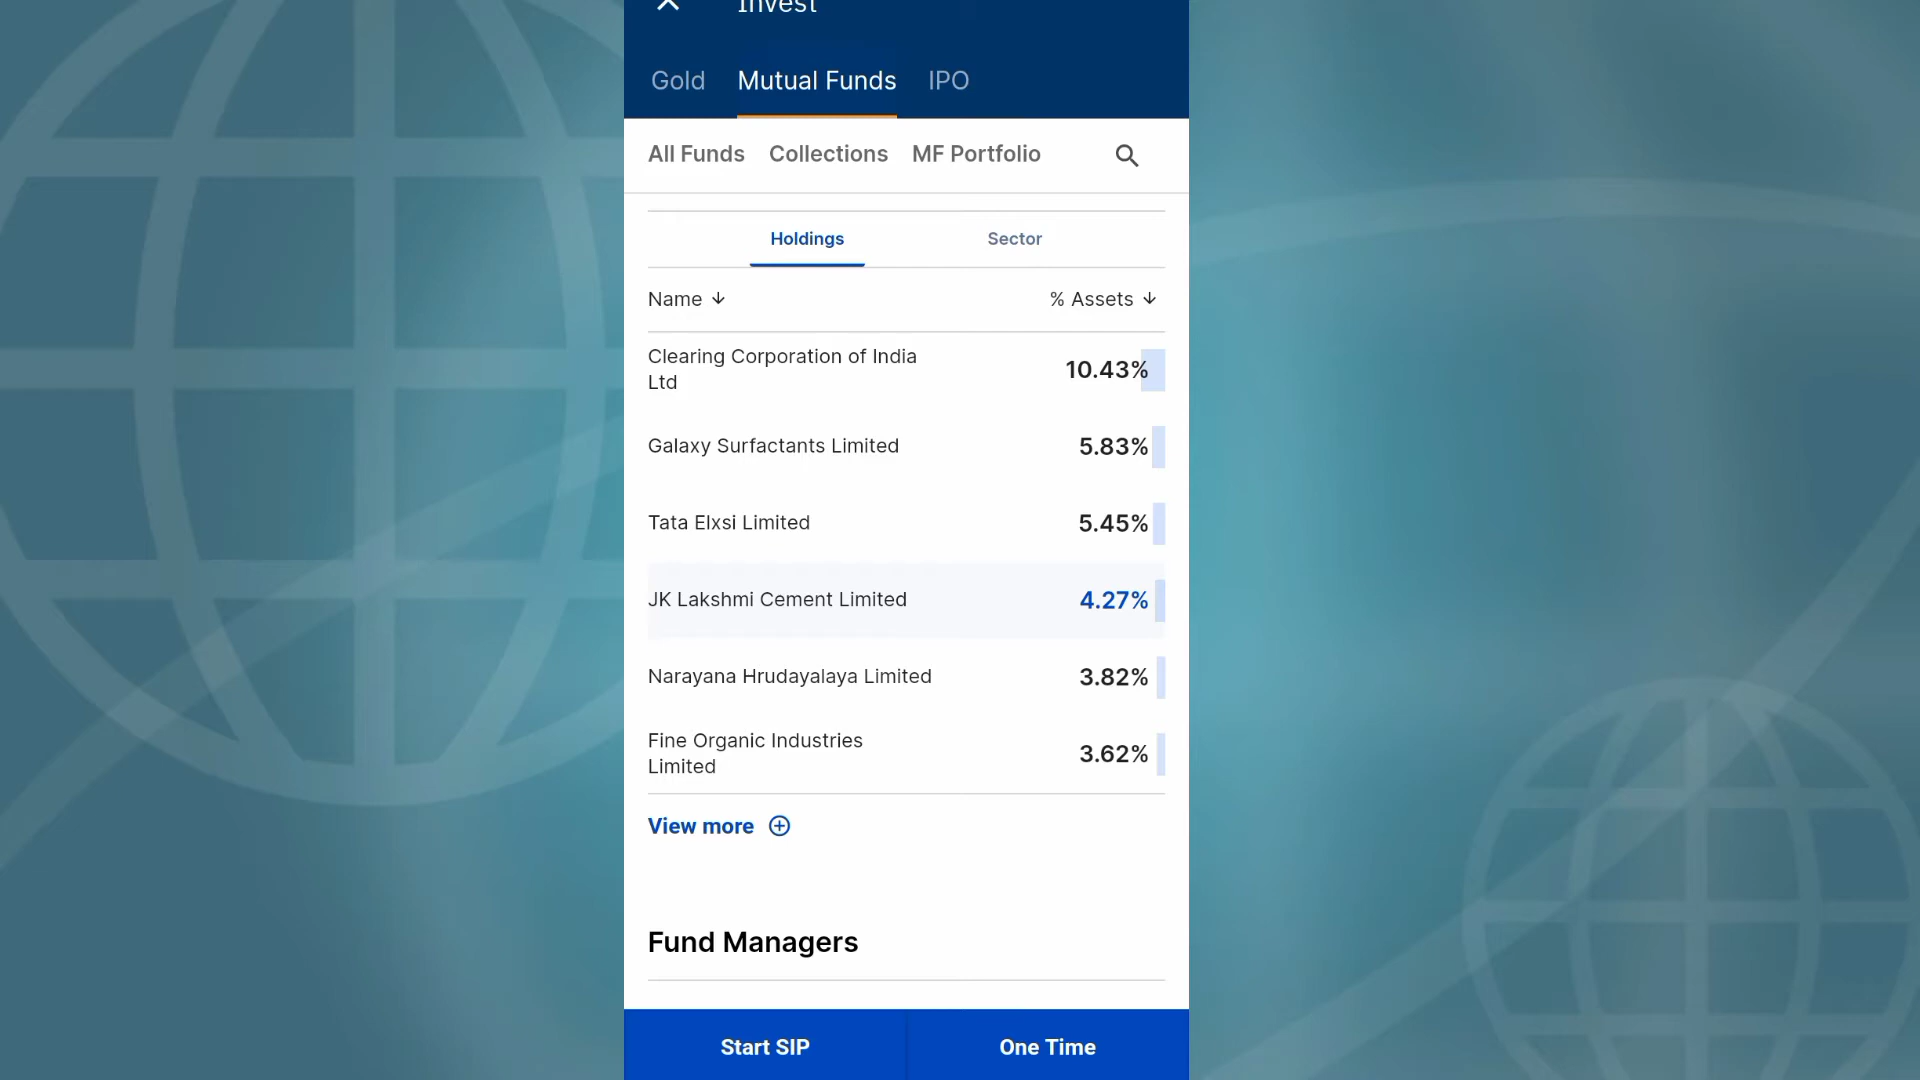 Invest
Gold Mutual Funds IPO
All Funds Collections MF Portfolio
Holdings Sector
Name % Assets
Clearing Corporation of India
Ltd
10.43%
Galaxy Surfactants Limited 5.83%
Tata Elxsi Limited 5.45%
JK Lakshmi Cement Limited 4.27%
Narayana Hrudayalaya Limited 3.82%
Fine Organic Industries
Limited
3.62%
View more
Fund Managers
Start SIP One Time